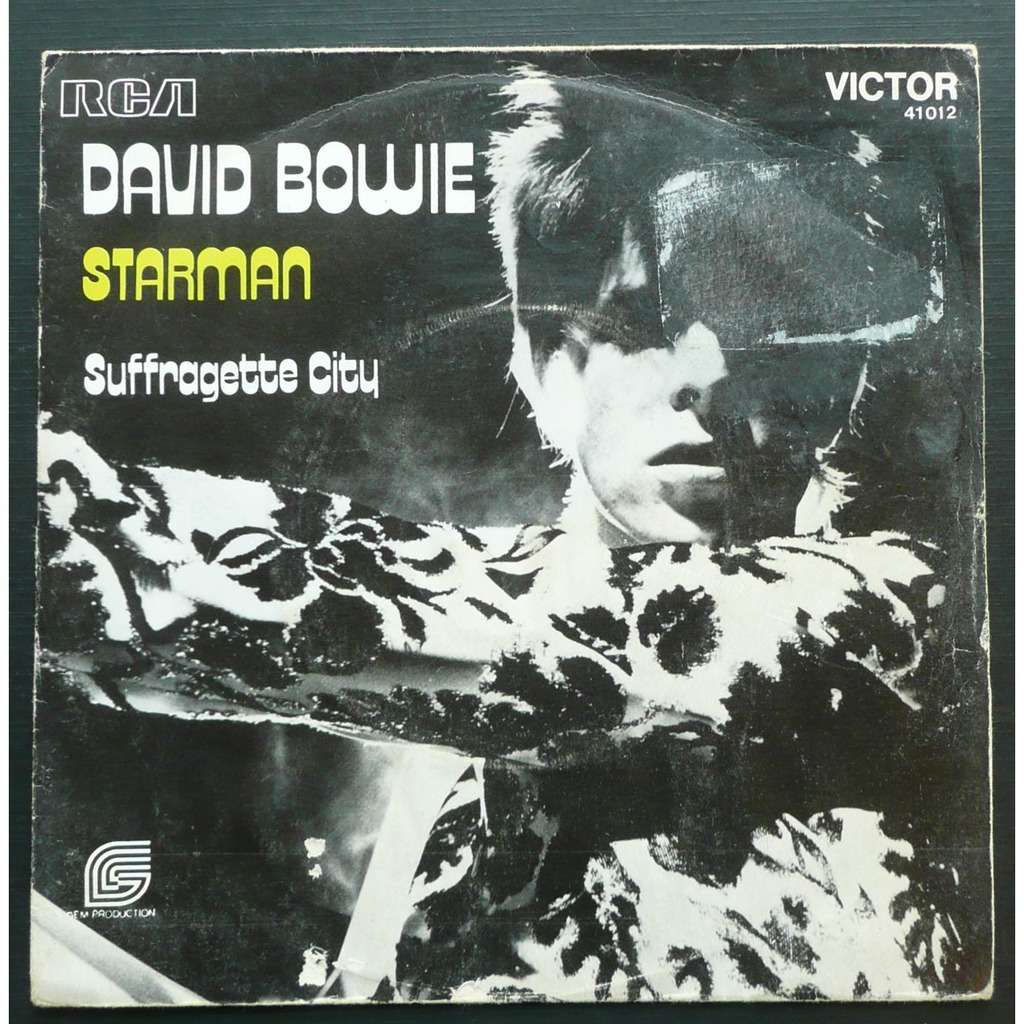 RCA
VICTOR
41012
DAVID BOWIE
STARMAN
Suffragette City
GEM PRODUCTION